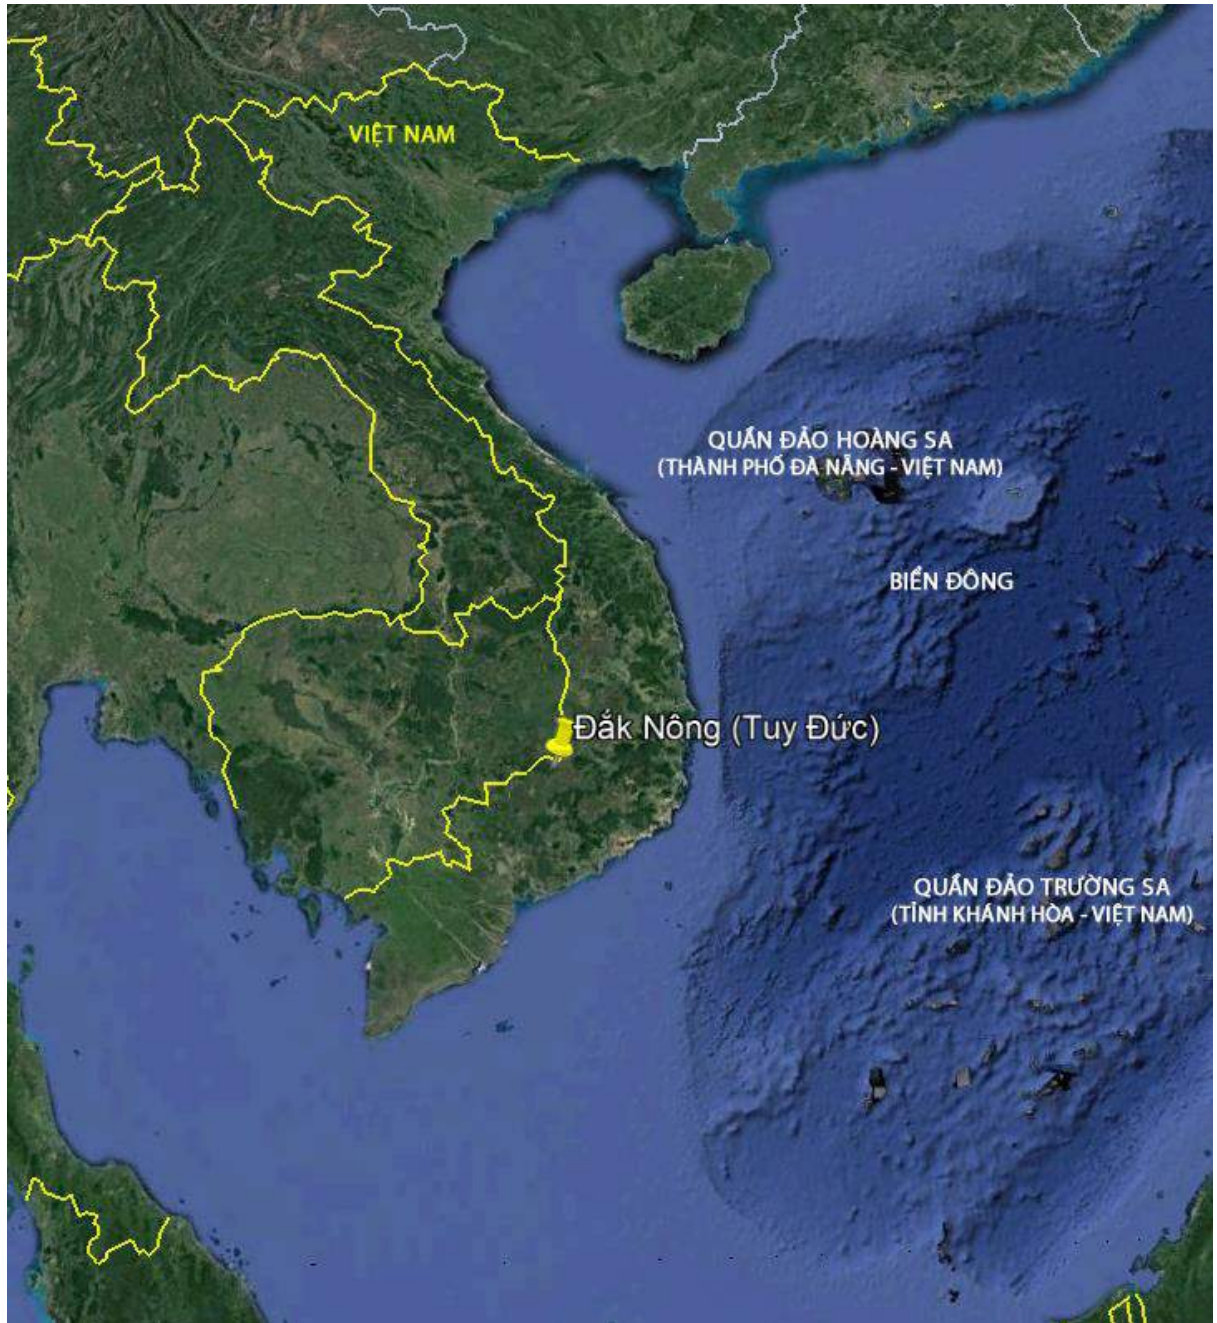 VIỆT NAM
QUẦN ĐẢO HOÀNG SA
(THÀNH PHỐ ĐÀ NẴNG - VIỆT NAM)
BIỂN ĐÔNG
Đắk Nông (Tuy Đức)
QUẦN ĐẢO TRƯỜNG SA
(TỈNH KHÁNH HÒA - VIỆT NAM)